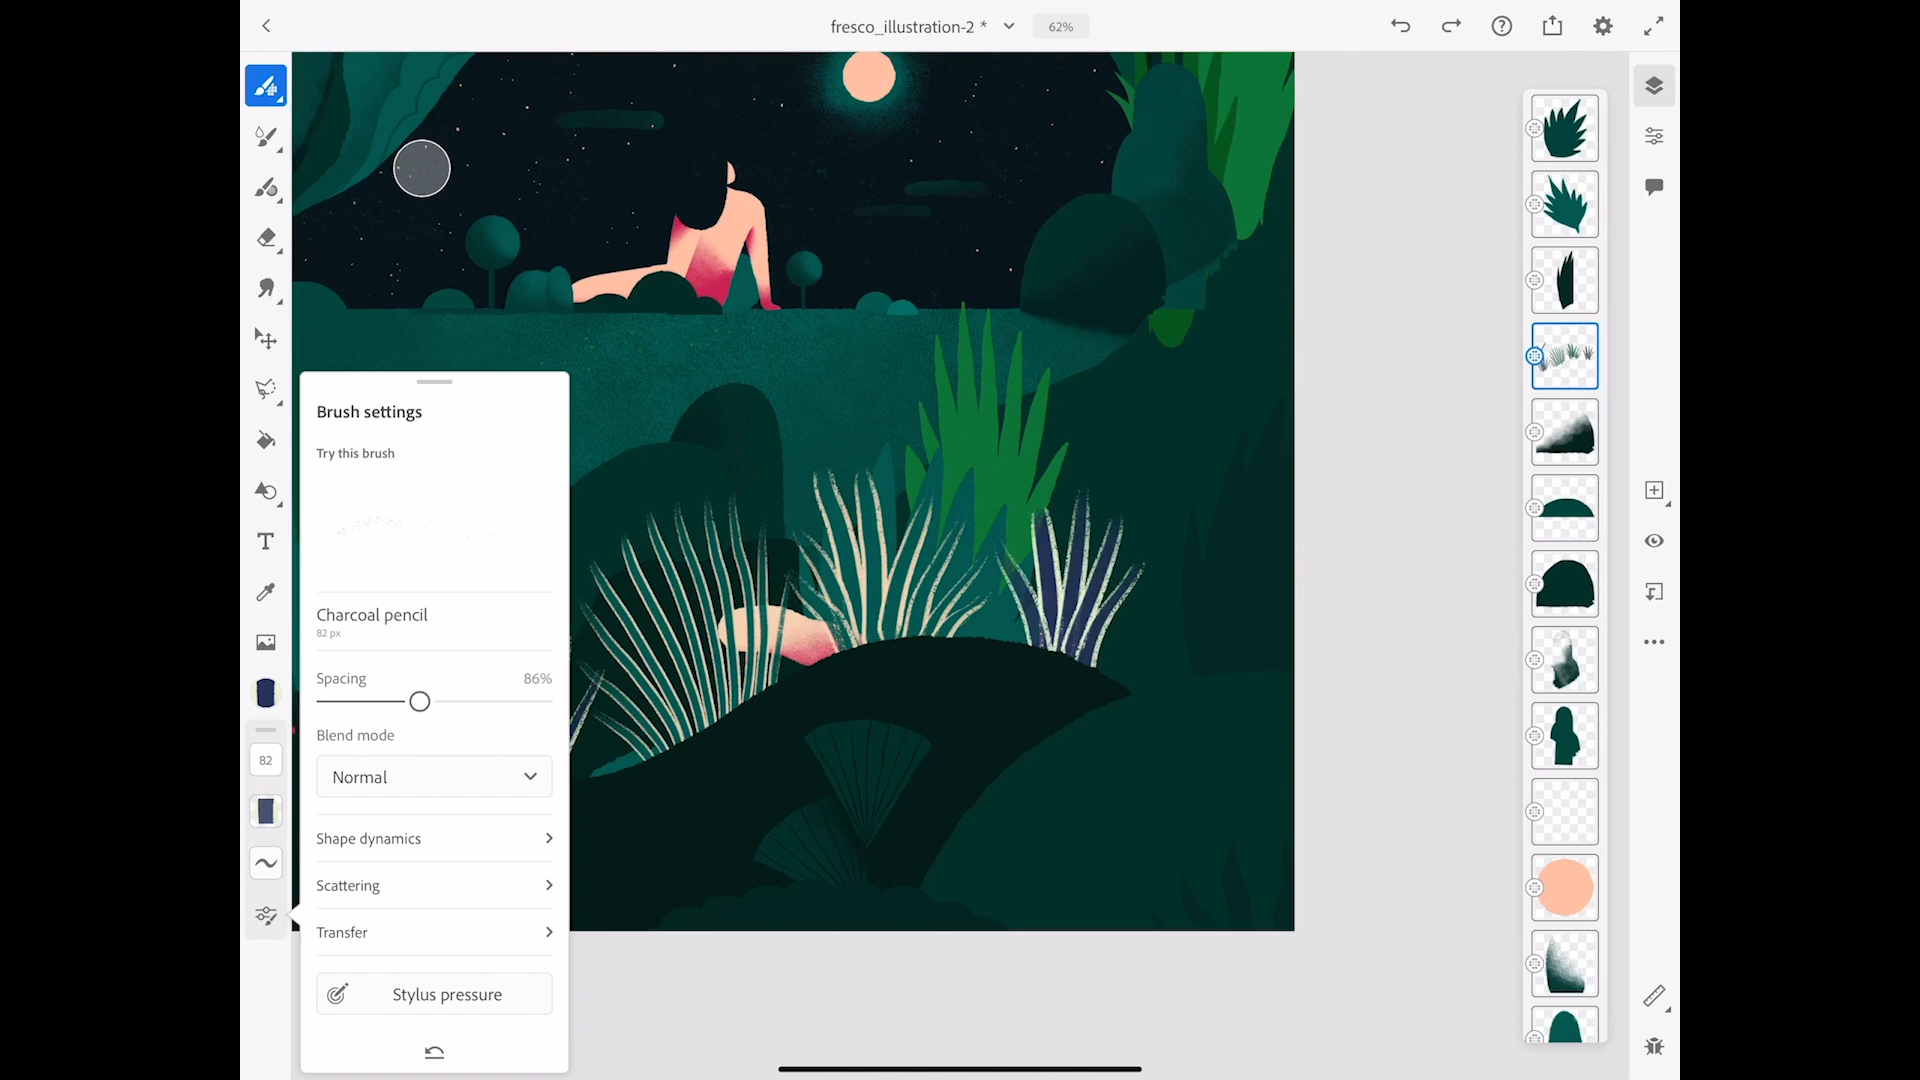 fresco_illustration-2 *
62%
Brush settings
Try this brush
Charcoal pencil
82 px
Spacing 86%
Blend mode
Normal
82
Shape dynamics
Scattering
Transfer
Stylus pressure